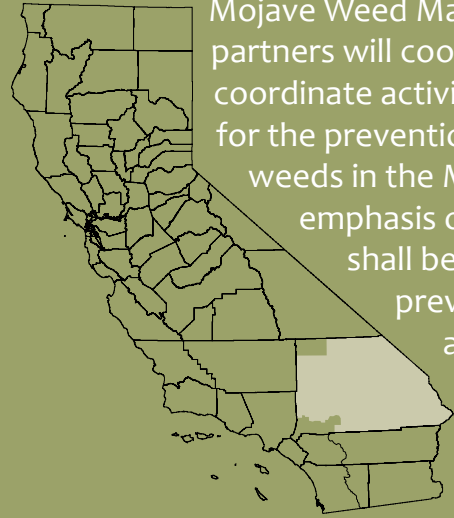 Mojave Weed Ma
partners will coo
coordinate activi
for the preventio
weeds in the M
emphasis o
shall be
prev
a